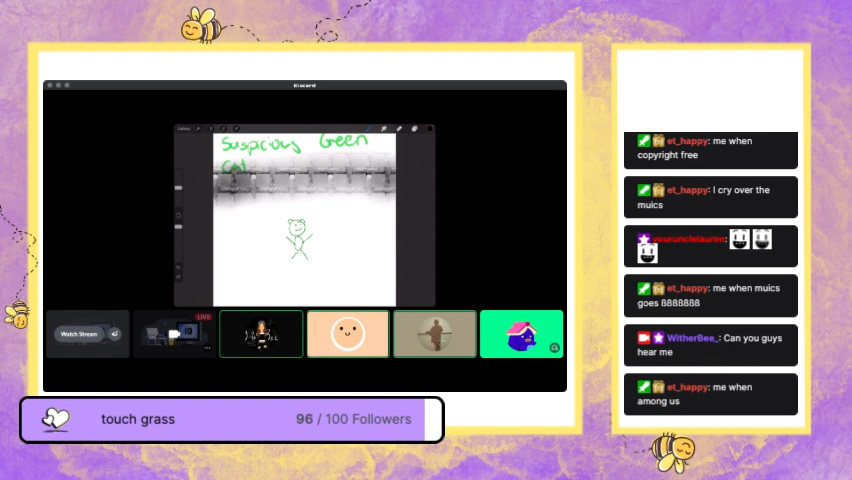 Discord
Gallery
Suspicious Green
Cat
Watch Stream
LIVE
touch grass
96 / 100 Followers
et_happy: me when
copyright free
et_happy: I cry over the
muics
youruncielauren:
et_happy: me when muics
goes 8888888
WitherBee_: Can you guys
hear me
et_happy: me when
among us